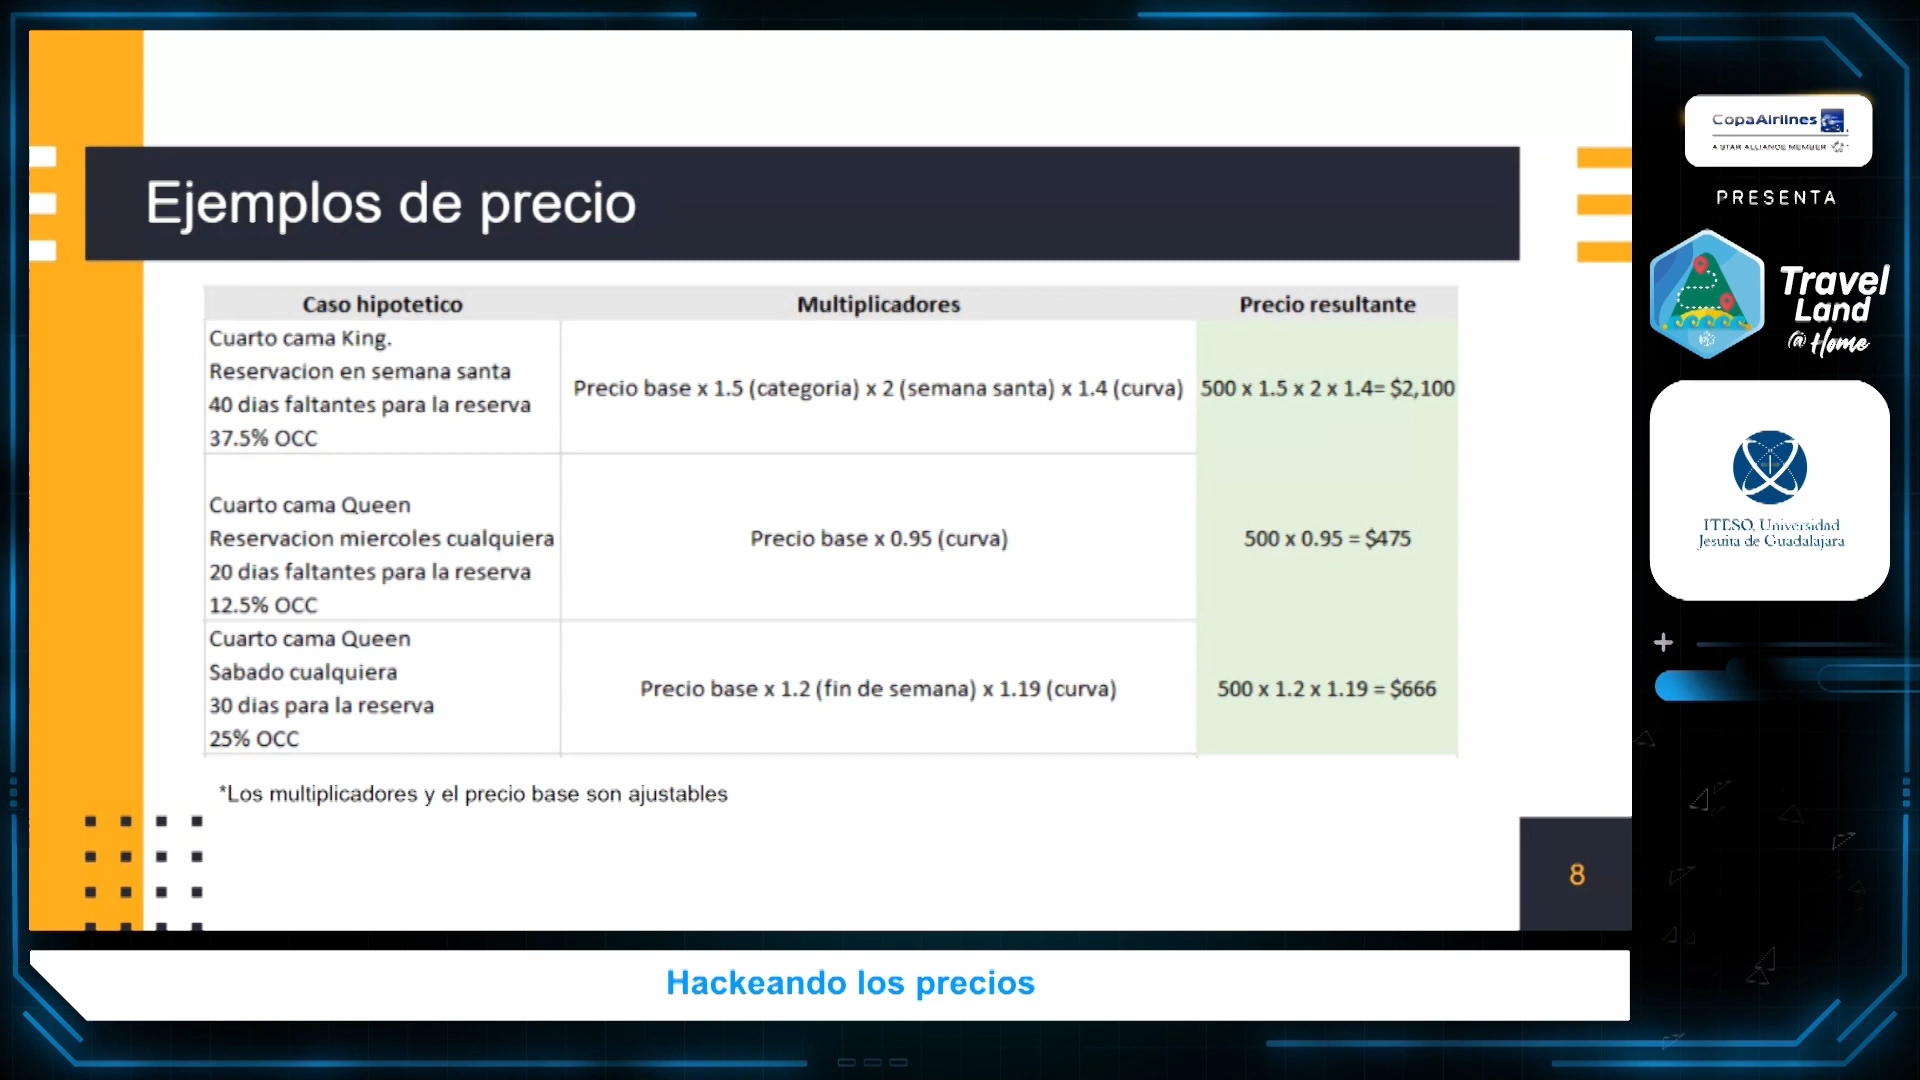 Ejemplos de precio
Caso hipotetico
Multiplicadores
Precio resultante
Cuarto cama King.
Reservacion en semana santa
40 dias faltantes para la reserva
37.5% OCC
Precio base x 1.5 (categoria) x 2 (semana santa) x 1.4 (curva)
500 x 1.5 x 2 x 1.4= $2,100
Cuarto cama Queen
Reservacion miercoles cualquiera
20 dias faltantes para la reserva
12.5% OCC
Precio base x 0.95 (curva)
500 x 0.95 = $475
Cuarto cama Queen
Sabado cualquiera
30 dias para la reserva
25% OCC
Precio base x 1.2 (fin de semana) x 1.19 (curva)
500 x 1.2 x 1.19 = $666
*Los multiplicadores y el precio base son ajustables
8
Hackeando los precios
CopaAirlines
A STAR ALLIANCE MEMBER
PRESENTA
Travel
Land
@ Home
ITESO, Universidad
Jesuita de Guadalajara